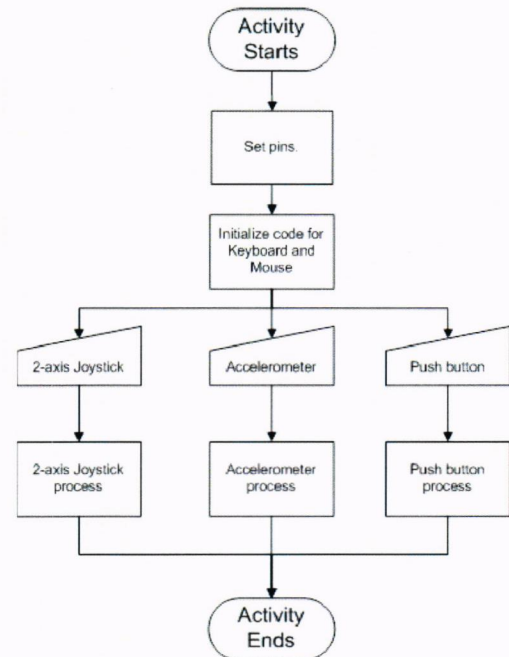 Activity
Starts
Set pins.
Initialize code for
Keyboard and
Mouse
2-axis Joystick
Accelerometer
Push button
2-axis Joystick
process
Accelerometer
process
Push button
process
Activity
Ends